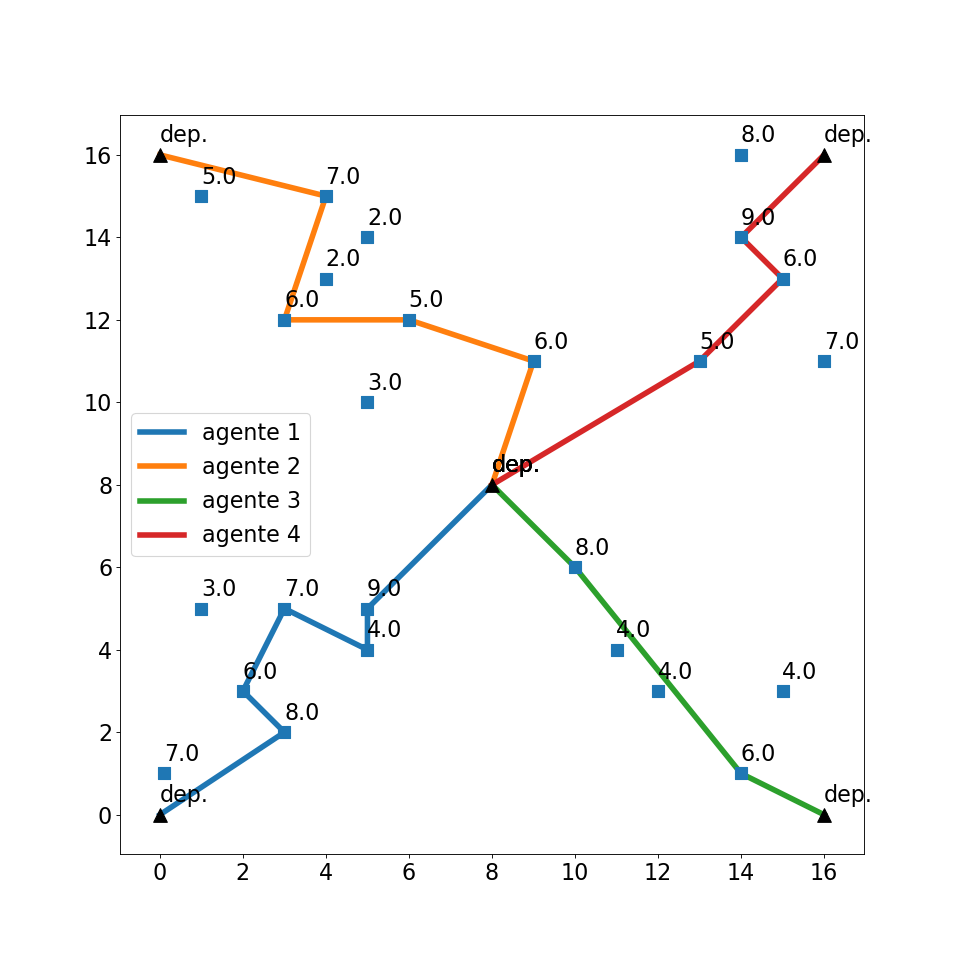 dep. 8.0 dep.
16
5.0 7.0
2.0 9.0
14
2.0 6.0
6.0 5.0
12
6.0 5.0 7.0
3.0
10
agente 1
agente 2
agente 3
agente 4
dep.
dep.
8
8.0
6
3.0 7.0 9.0
4.0 4.0
4
6.0 4.0 4.0
8.0
2
7.0 6.0
dep. dep.
0
0 2 4 6 8 10 12 14 16